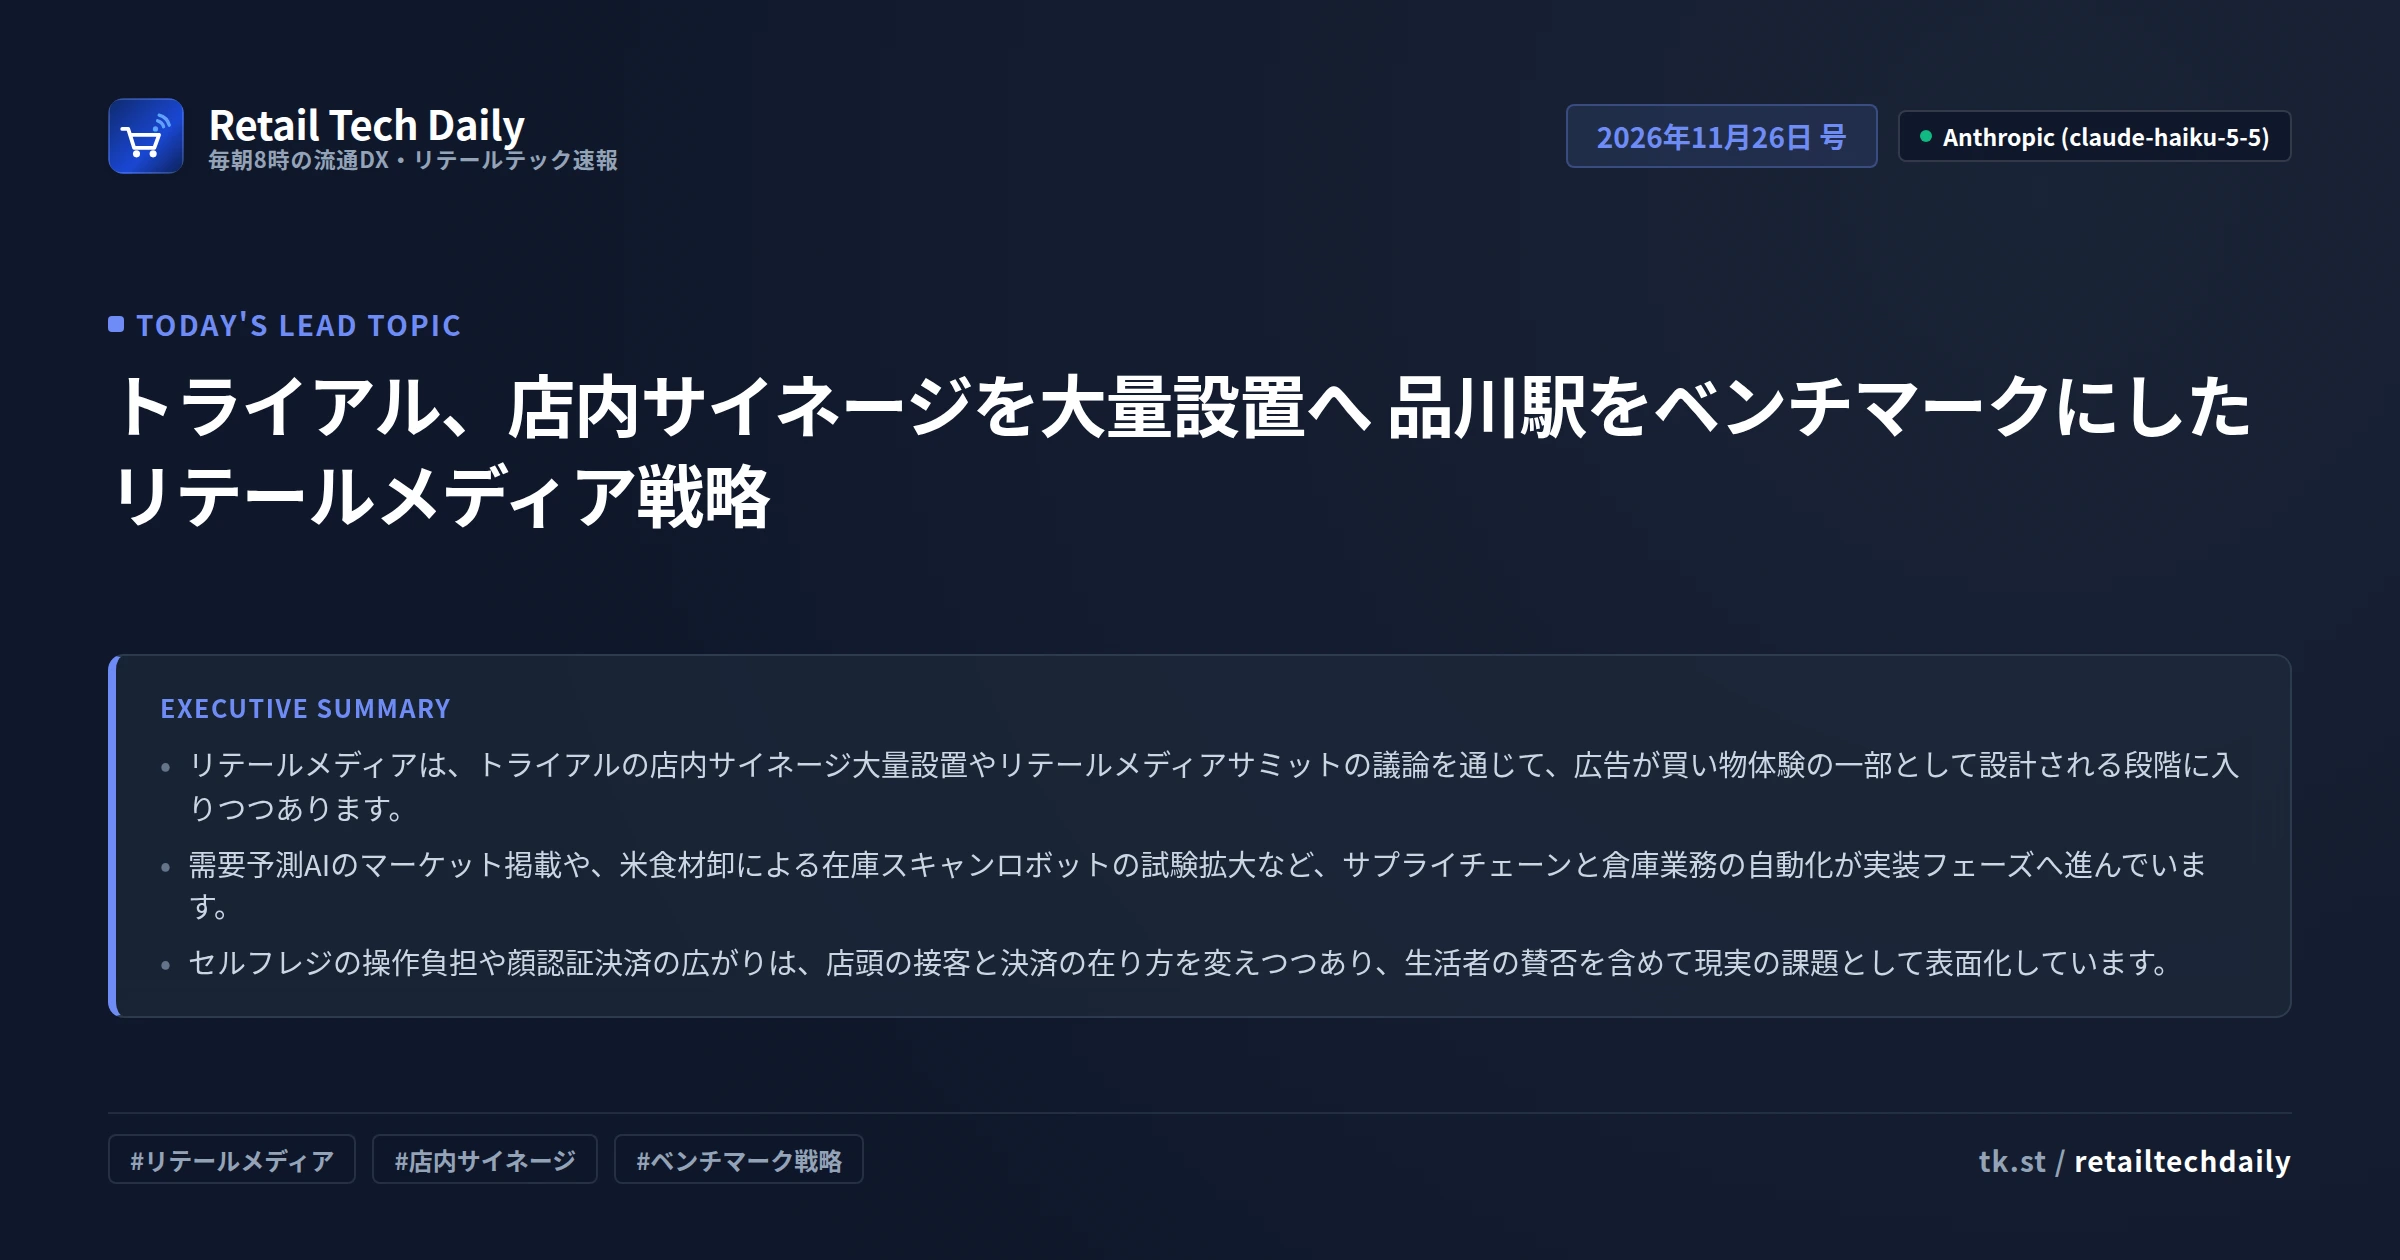 Retail Tech Daily
毎朝8時の流通DX・リテールテック速報
2026年11月26日 号
Anthropic (claude-haiku-5-5)
TODAY'S LEAD TOPIC
トライアル、店内サイネージを大量設置へ 品川駅をベンチマークにした
リテールメディア戦略
EXECUTIVE SUMMARY
• リテールメディアは、トライアルの店内サイネージ大量設置やリテールメディアサミットの議論を通じて、広告が買い物体験の一部として設計される段階に入
りつつあります。
• 需要予測AIのマーケット掲載や、米食材卸による在庫スキャンロボットの試験拡大など、サプライチェーンと倉庫業務の自動化が実装フェーズへ進んでいま
す。
• セルフレジの操作負担や顔認証決済の広がりは、店頭の接客と決済の在り方を変えつつあり、生活者の賛否を含めて現実の課題として表面化しています。
#リテールメディア
#店内サイネージ
#ベンチマーク戦略
tk.st / retailtechdaily